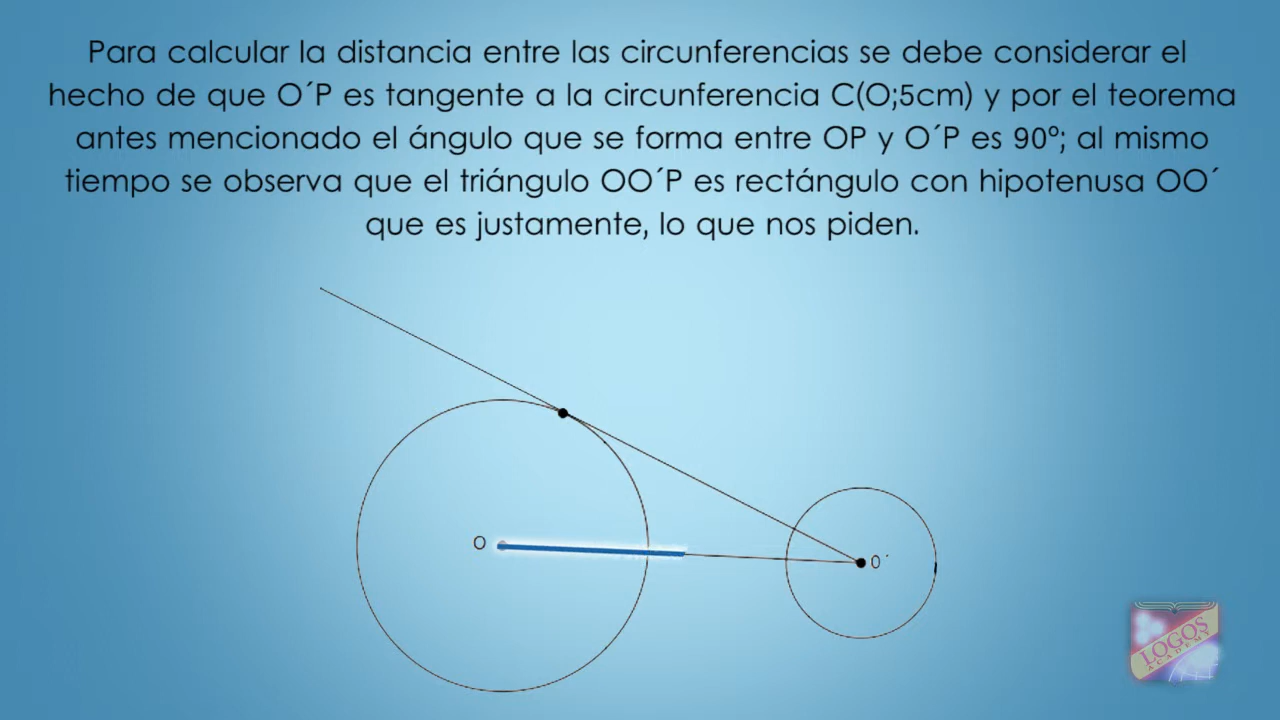 Para calcular la distancia entre las circunferencias se debe considerar el
hecho de que O´P es tangente a la circunferencia C(O;5cm) y por el teorema
antes mencionado el ángulo que se forma entre OP y O´P es 90°; al mismo
tiempo se observa que el triángulo OO´P es rectángulo con hipotenusa OO´
que es justamente, lo que nos piden.
O
O´
LOGOS
ACADEMY